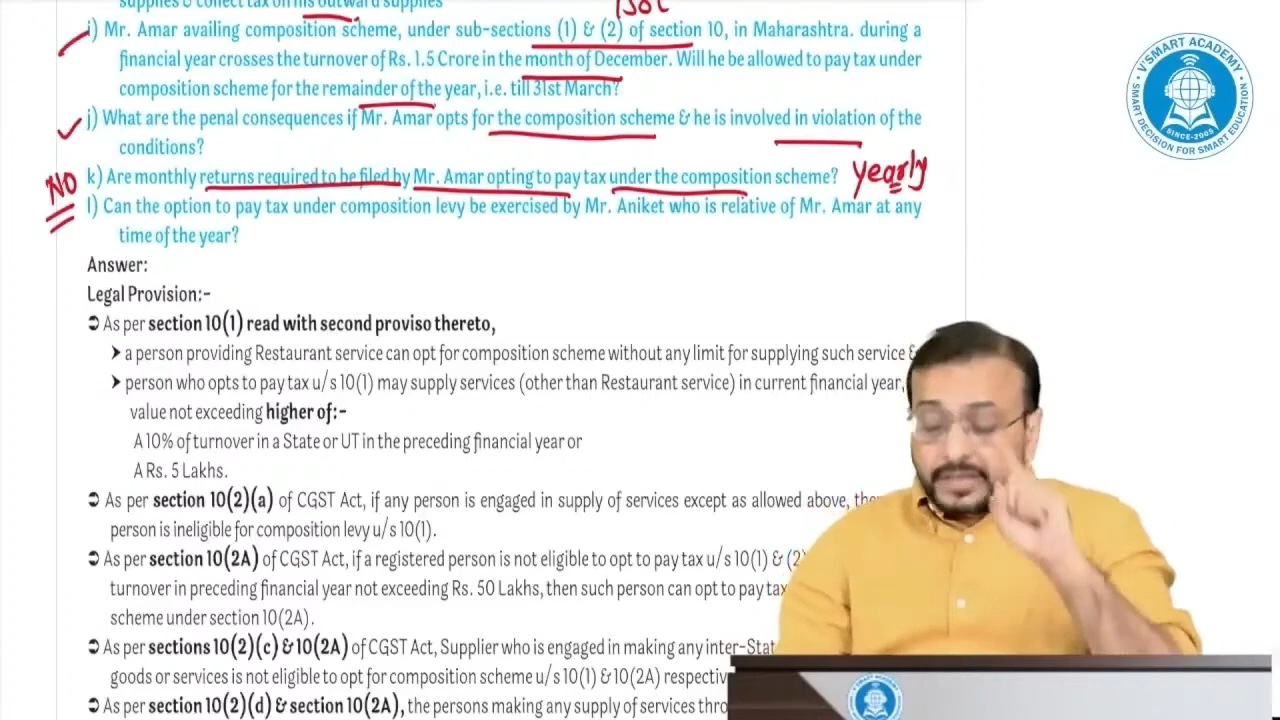 supplies & collect tax on his outward supplies
i) Mr. Amar availing composition scheme, under sub-sections (1) & (2) of section 10, in Maharashtra. during a
financial year crosses the turnover of Rs. 1.5 Crore in the month of December. Will he be allowed to pay tax under
composition scheme for the remainder of the year, i.e. till 31st March?
j) What are the penal consequences if Mr. Amar opts for the composition scheme & he is involved in violation of the
conditions?
NO k) Are monthly returns required to be filed by Mr. Amar opting to pay tax under the composition scheme? yearly
l) Can the option to pay tax under composition levy be exercised by Mr. Aniket who is relative of Mr. Amar at any
time of the year?
Answer:
Legal Provision:-
➲ As per section 10(1) read with second proviso thereto,
➤ a person providing Restaurant service can opt for composition scheme without any limit for supplying such service &
➤ person who opts to pay tax u/s 10(1) may supply services (other than Restaurant service) in current financial year,
value not exceeding higher of:-
A 10% of turnover in a State or UT in the preceding financial year or
A Rs. 5 Lakhs.
➲ As per section 10(2)(a) of CGST Act, if any person is engaged in supply of services except as allowed above,
person is ineligible for composition levy u/s 10(1).
➲ As per section 10(2A) of CGST Act, if a registered person is not eligible to opt to pay tax u/s 10(1) & (2)
turnover in preceding financial year not exceeding Rs. 50 Lakhs, then such person can opt to pay tax
scheme under section 10(2A).
➲ As per sections 10(2)(c) & 10(2A) of CGST Act, Supplier who is engaged in making any inter-Stat
goods or services is not eligible to opt for composition scheme u/s 10(1) & 10(2A) respectiv
➲ As per section 10(2)(d) & section 10(2A), the persons making any supply of services thro
V'SMART ACADEMY
SINCE-2005
SMART DECISION FOR SMART EDUCATION